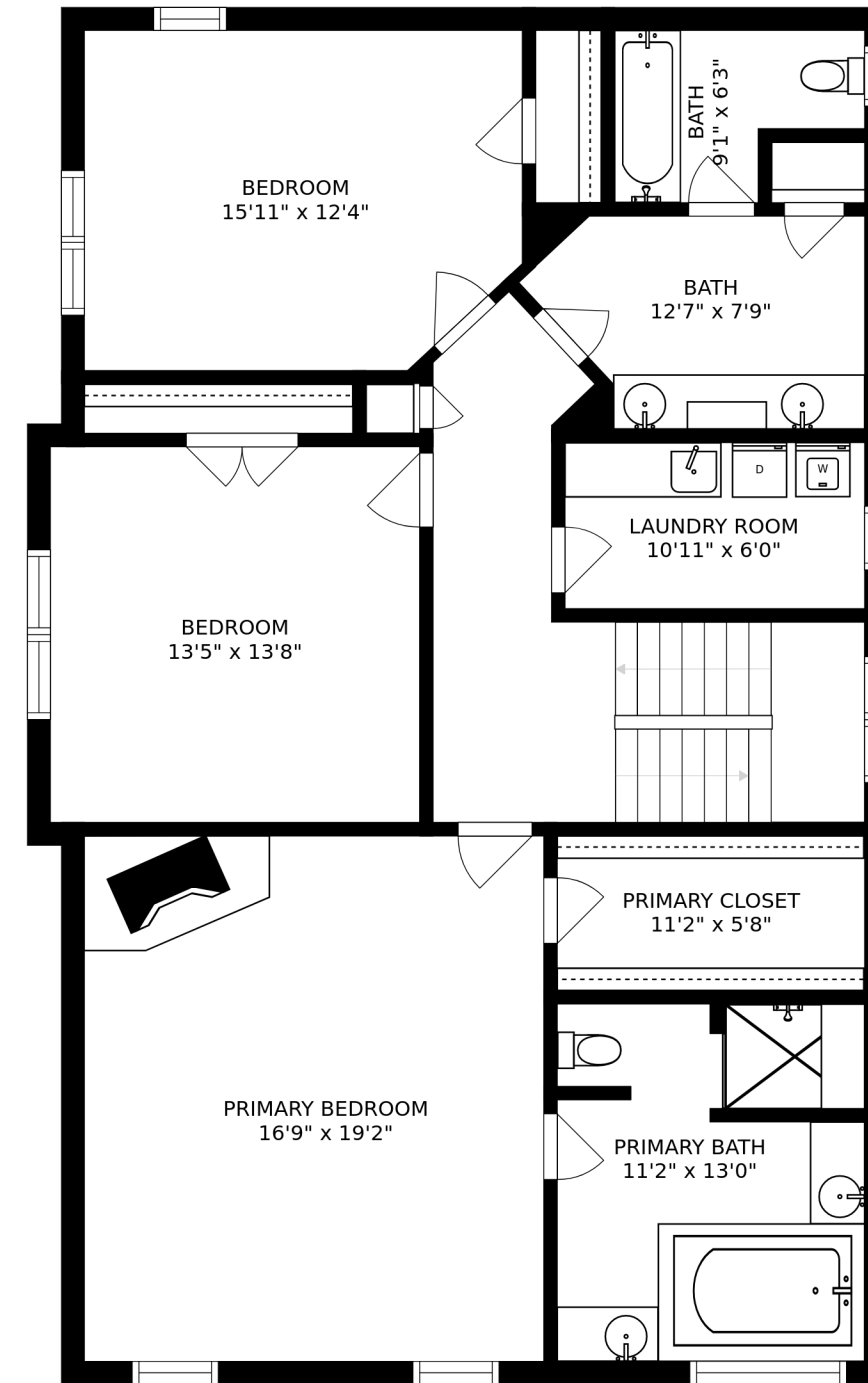 BATH
9'1" x 6'3"
BEDROOM
15'11" x 12'4"
BATH
12'7" x 7'9"
D
W
LAUNDRY ROOM
10'11" x 6'0"
BEDROOM
13'5" x 13'8"
PRIMARY CLOSET
11'2" x 5'8"
PRIMARY BEDROOM
16'9" x 19'2"
PRIMARY BATH
11'2" x 13'0"